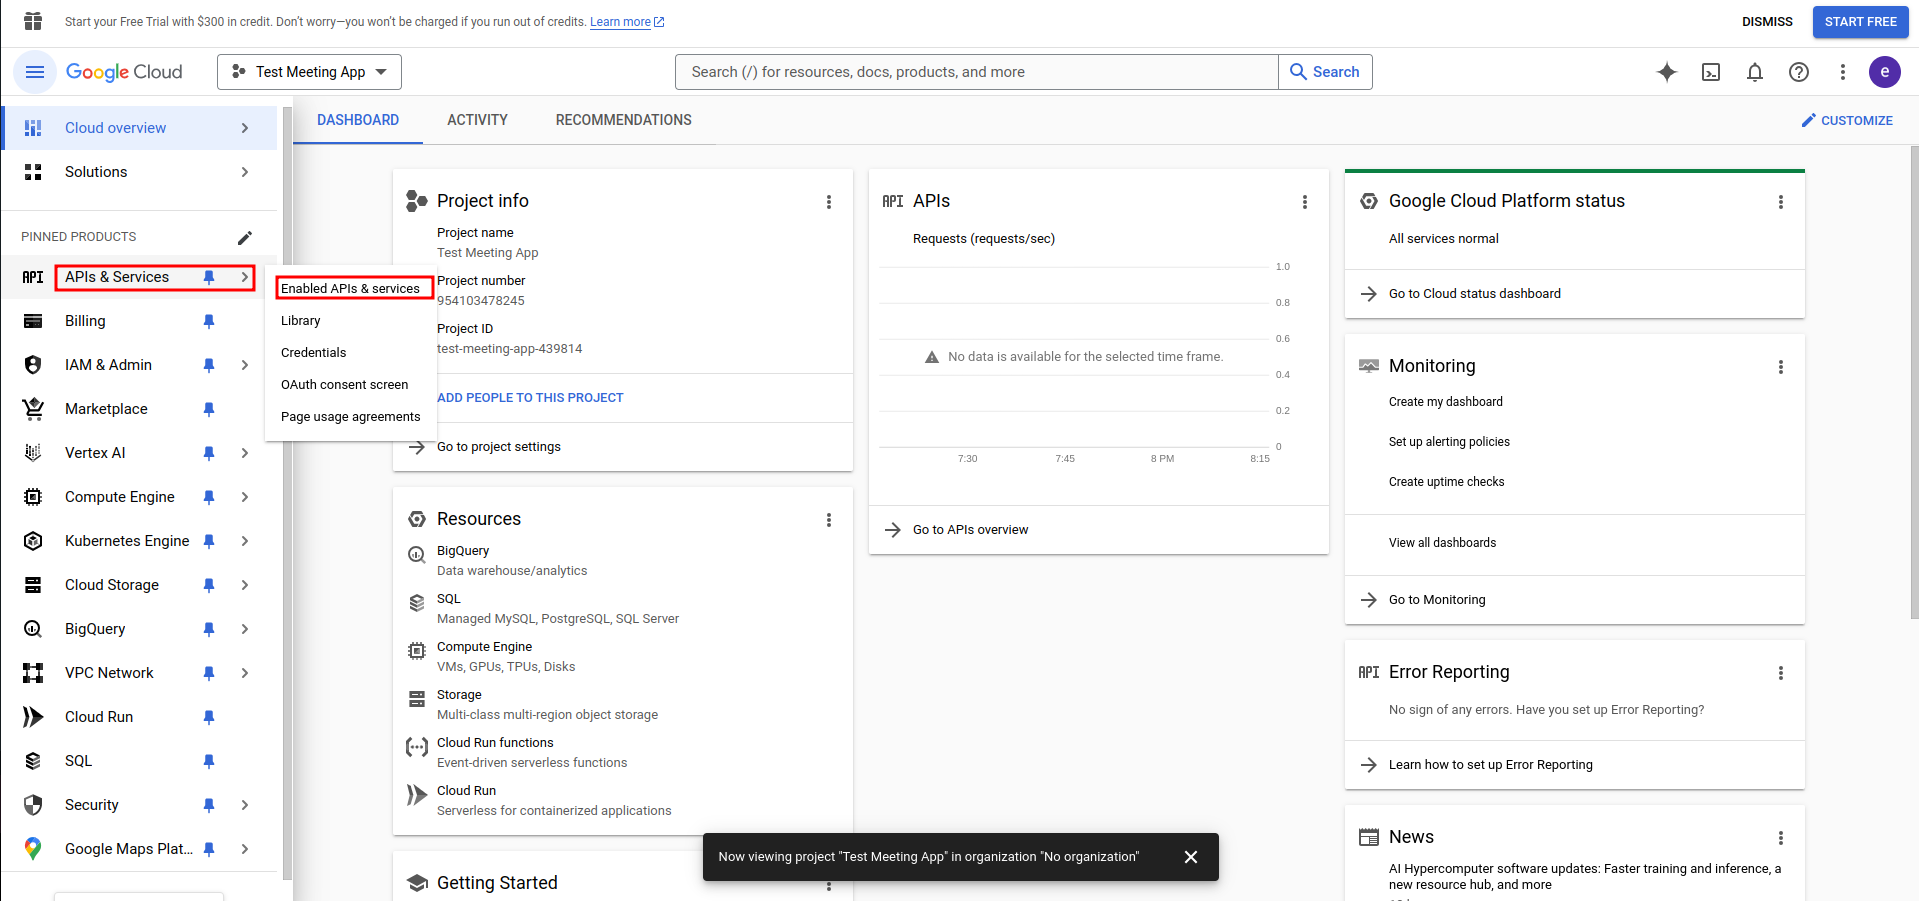 Start your Free Trial with $300 in credit. Don't worry—you won't be charged if you run out of credits. Learn more
DISMISS
START FREE
Google Cloud
Test Meeting App
Search (/) for resources, docs, products, and more
Search
e
Cloud overview
Solutions
PINNED PRODUCTS
API APIs & Services
Billing
IAM & Admin
Marketplace
Vertex AI
Compute Engine
Kubernetes Engine
Cloud Storage
BigQuery
VPC Network
Cloud Run
SQL
Security
Google Maps Plat...
Enabled APIs & services
Library
Credentials
OAuth consent screen
Page usage agreements
DASHBOARD
ACTIVITY
RECOMMENDATIONS
CUSTOMIZE
Project info
Project name
Test Meeting App
Project number
954103478245
Project ID
test-meeting-app-439814
ADD PEOPLE TO THIS PROJECT
Go to project settings
Resources
BigQuery
Data warehouse/analytics
SQL
Managed MySQL, PostgreSQL, SQL Server
Compute Engine
VMs, GPUs, TPUs, Disks
Storage
Multi-class multi-region object storage
Cloud Run functions
Event-driven serverless functions
Cloud Run
Serverless for containerized applications
Getting Started
API APIs
Requests (requests/sec)
1.0
0.8
0.6
No data is available for the selected time frame.
0.4
0.2
0
7:30
7:45
8 PM
8:15
Go to APIs overview
Google Cloud Platform status
All services normal
Go to Cloud status dashboard
Monitoring
Create my dashboard
Set up alerting policies
Create uptime checks
View all dashboards
Go to Monitoring
API Error Reporting
No sign of any errors. Have you set up Error Reporting?
Learn how to set up Error Reporting
News
AI Hypercomputer software updates: Faster training and inference, a
new resource hub, and more
Now viewing project "Test Meeting App" in organization "No organization"